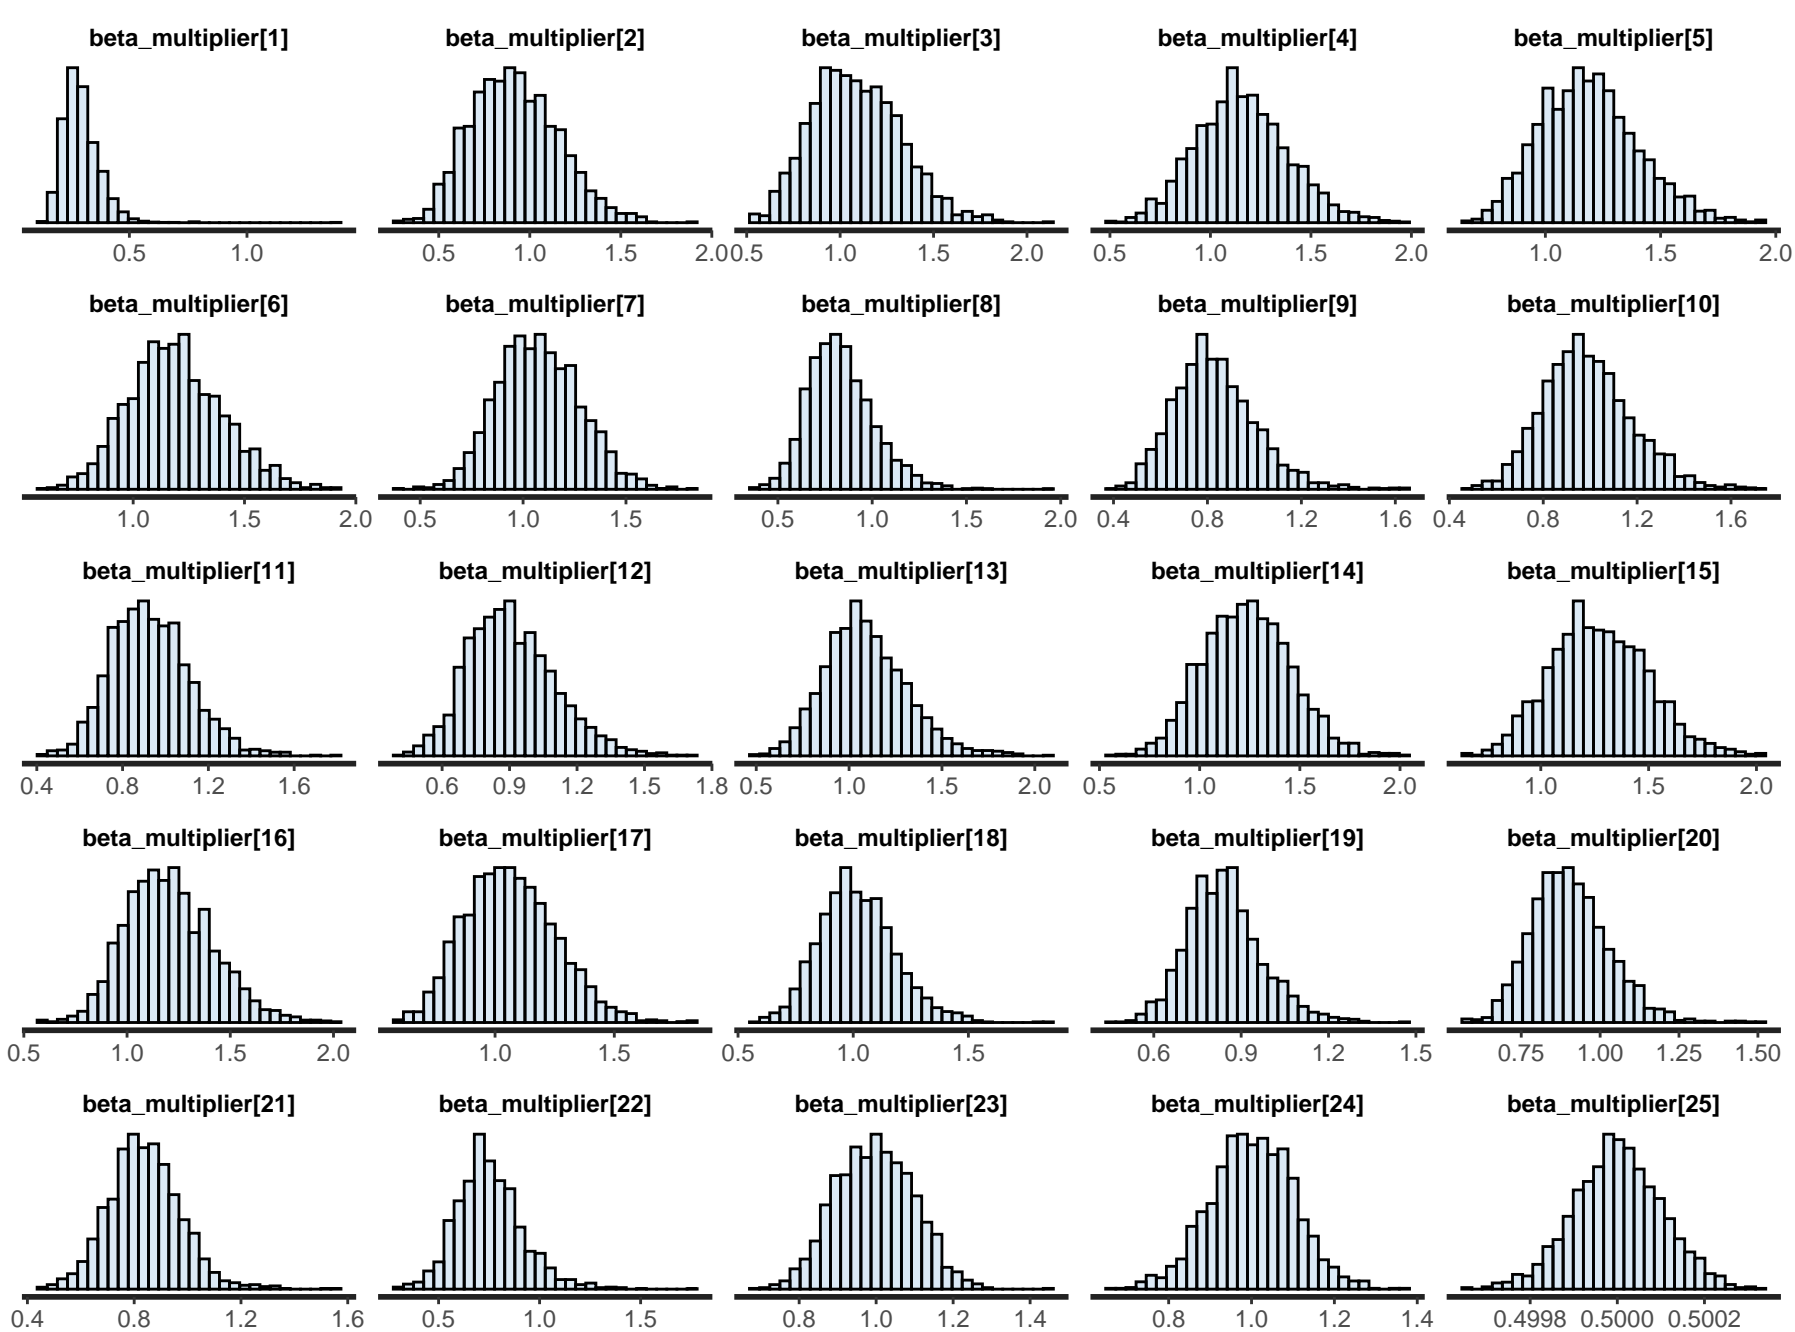 beta_multiplier[1] beta_multiplier[2] beta_multiplier[3] beta_multiplier[4] beta_multiplier[5]
0.5 1.0 0.5 1.0 1.5 2.0 0.5 1.0 1.5 2.0 0.5 1.0 1.5 2.0 1.0 1.5 2.0
beta_multiplier[6] beta_multiplier[7] beta_multiplier[8] beta_multiplier[9] beta_multiplier[10]
1.0 1.5 2.0 0.5 1.0 1.5 0.5 1.0 1.5 2.0 0.4 0.8 1.2 1.6 0.4 0.8 1.2 1.6
beta_multiplier[11] beta_multiplier[12] beta_multiplier[13] beta_multiplier[14] beta_multiplier[15]
0.4 0.8 1.2 1.6 0.6 0.9 1.2 1.5 1.8 0.5 1.0 1.5 2.0 0.5 1.0 1.5 2.0 1.0 1.5 2.0
beta_multiplier[16] beta_multiplier[17] beta_multiplier[18] beta_multiplier[19] beta_multiplier[20]
0.5 1.0 1.5 2.0 1.0 1.5 0.5 1.0 1.5 0.6 0.9 1.2 1.5 0.75 1.00 1.25 1.50
beta_multiplier[21] beta_multiplier[22] beta_multiplier[23] beta_multiplier[24] beta_multiplier[25]
0.4 0.8 1.2 1.6 0.5 1.0 1.5 0.8 1.0 1.2 1.4 0.8 1.0 1.2 1.4 0.4998 0.5000 0.5002